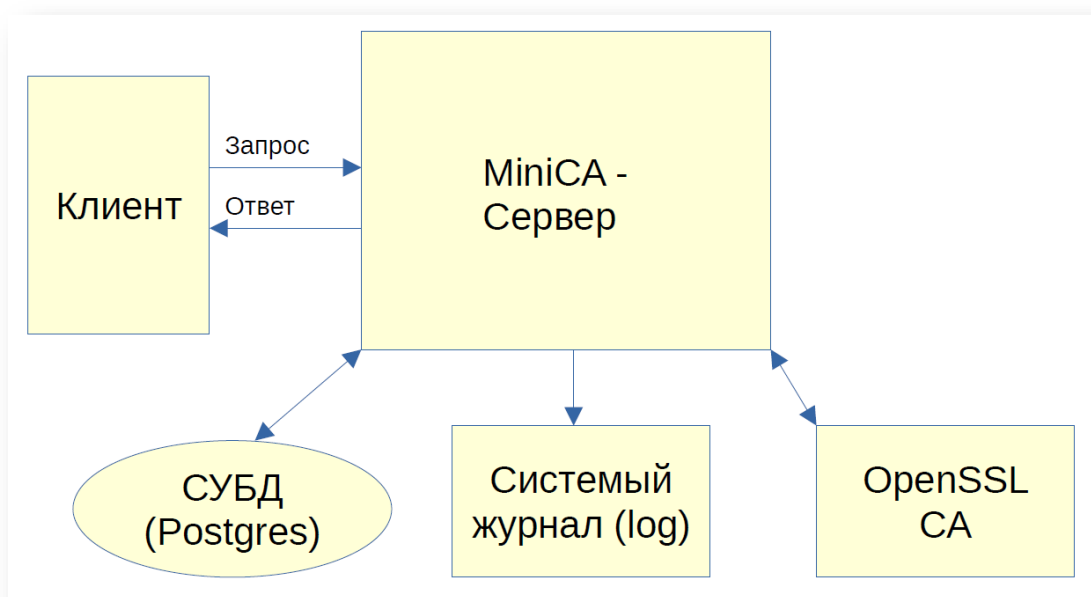 Запрос
Клиент
Ответ
MiniCA -
Сервер
СУБД
(Postgres)
Системый
журнал (log)
OpenSSL
CA